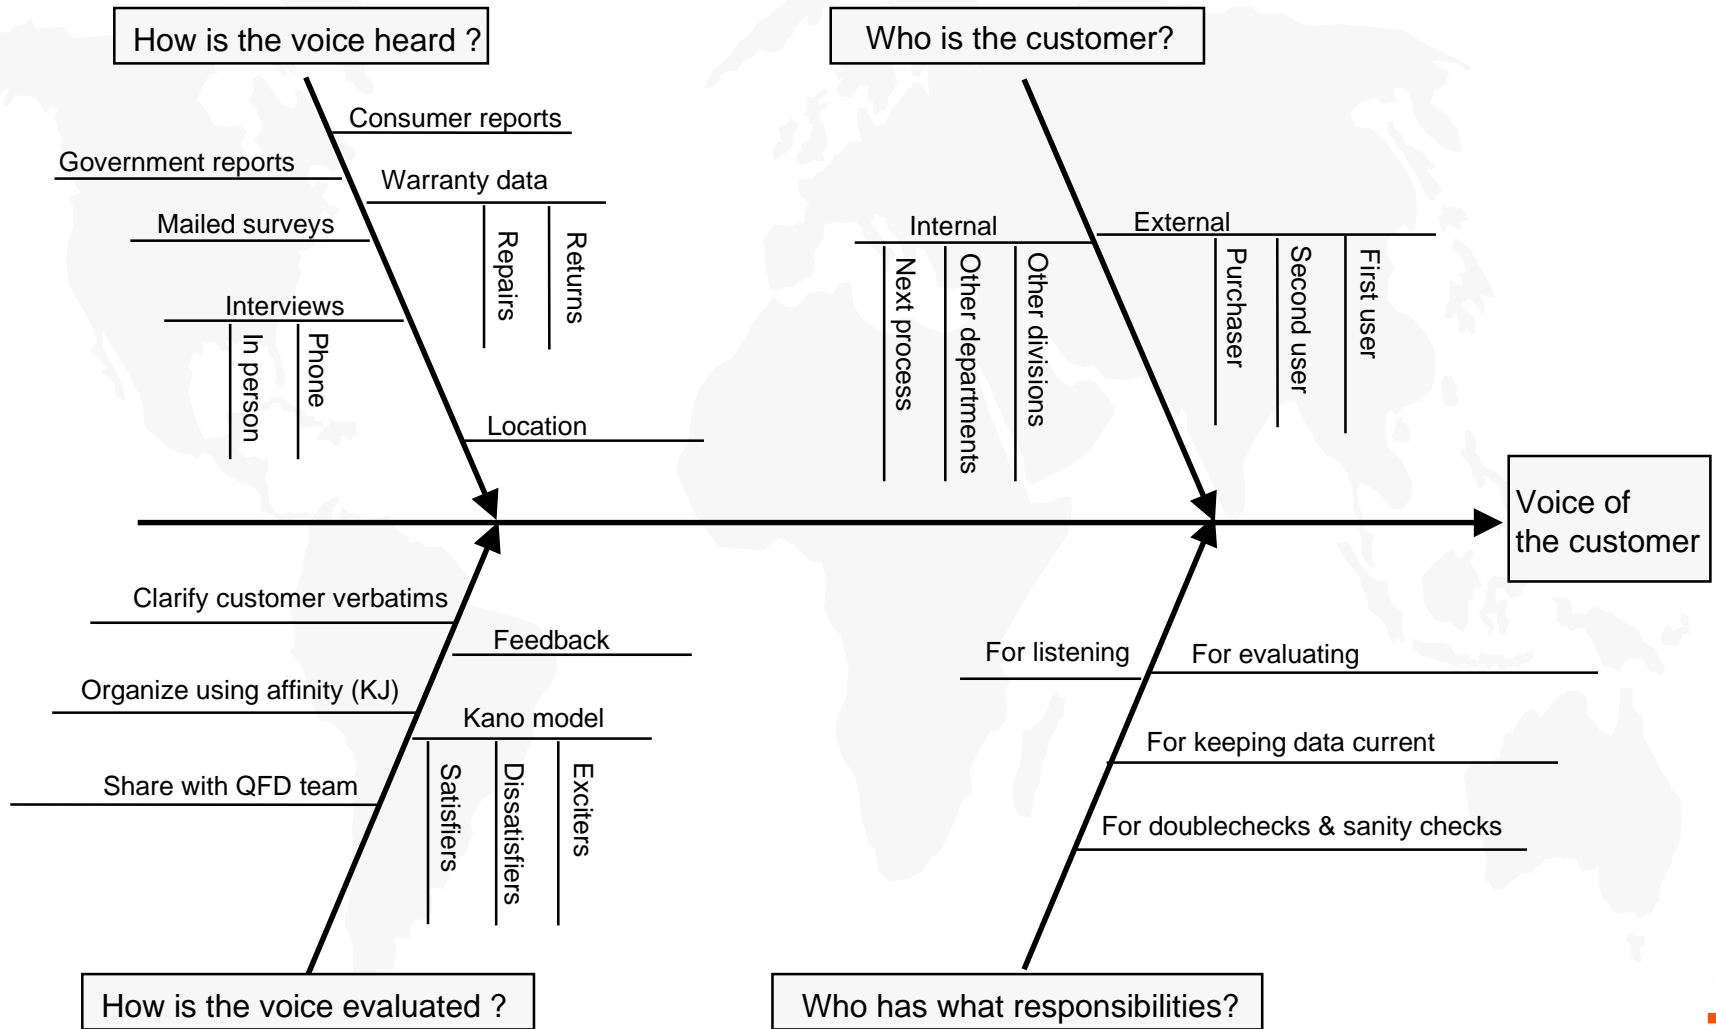 How is the voice heard ?
Who is the customer?
Consumer reports
Government reports
Warranty data
Mailed surveys
Repairs
Returns
Interviews
In person
Phone
Location
Internal
Next process
Other departments
Other divisions
External
Purchaser
Second user
First user
Voice of
the customer
Clarify customer verbatims
Feedback
Organize using affinity (KJ)
Kano model
Satisfiers
Dissatisfiers
Exciters
Share with QFD team
For listening
For evaluating
For keeping data current
For doublechecks & sanity checks
How is the voice evaluated ?
Who has what responsibilities?